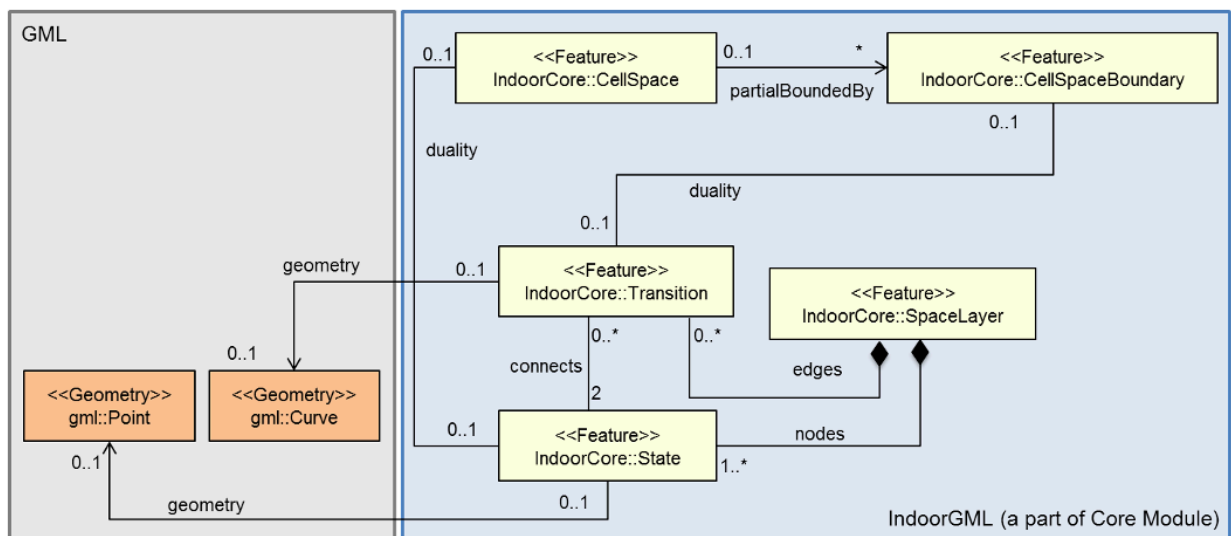 GML
0..1
<<Feature>>
IndoorCore::CellSpace
0..1
*
partialBoundedBy
<<Feature>>
IndoorCore::CellSpaceBoundary
0..1
duality
duality
0..1
geometry
0..1
<<Feature>>
IndoorCore::Transition
<<Feature>>
IndoorCore::SpaceLayer
0..*
0..*
0..1
connects
edges
<<Geometry>>
gml::Point
<<Geometry>>
gml::Curve
2
0..1
<<Feature>>
IndoorCore::State
nodes
0..1
1..*
geometry
0..1
IndoorGML (a part of Core Module)